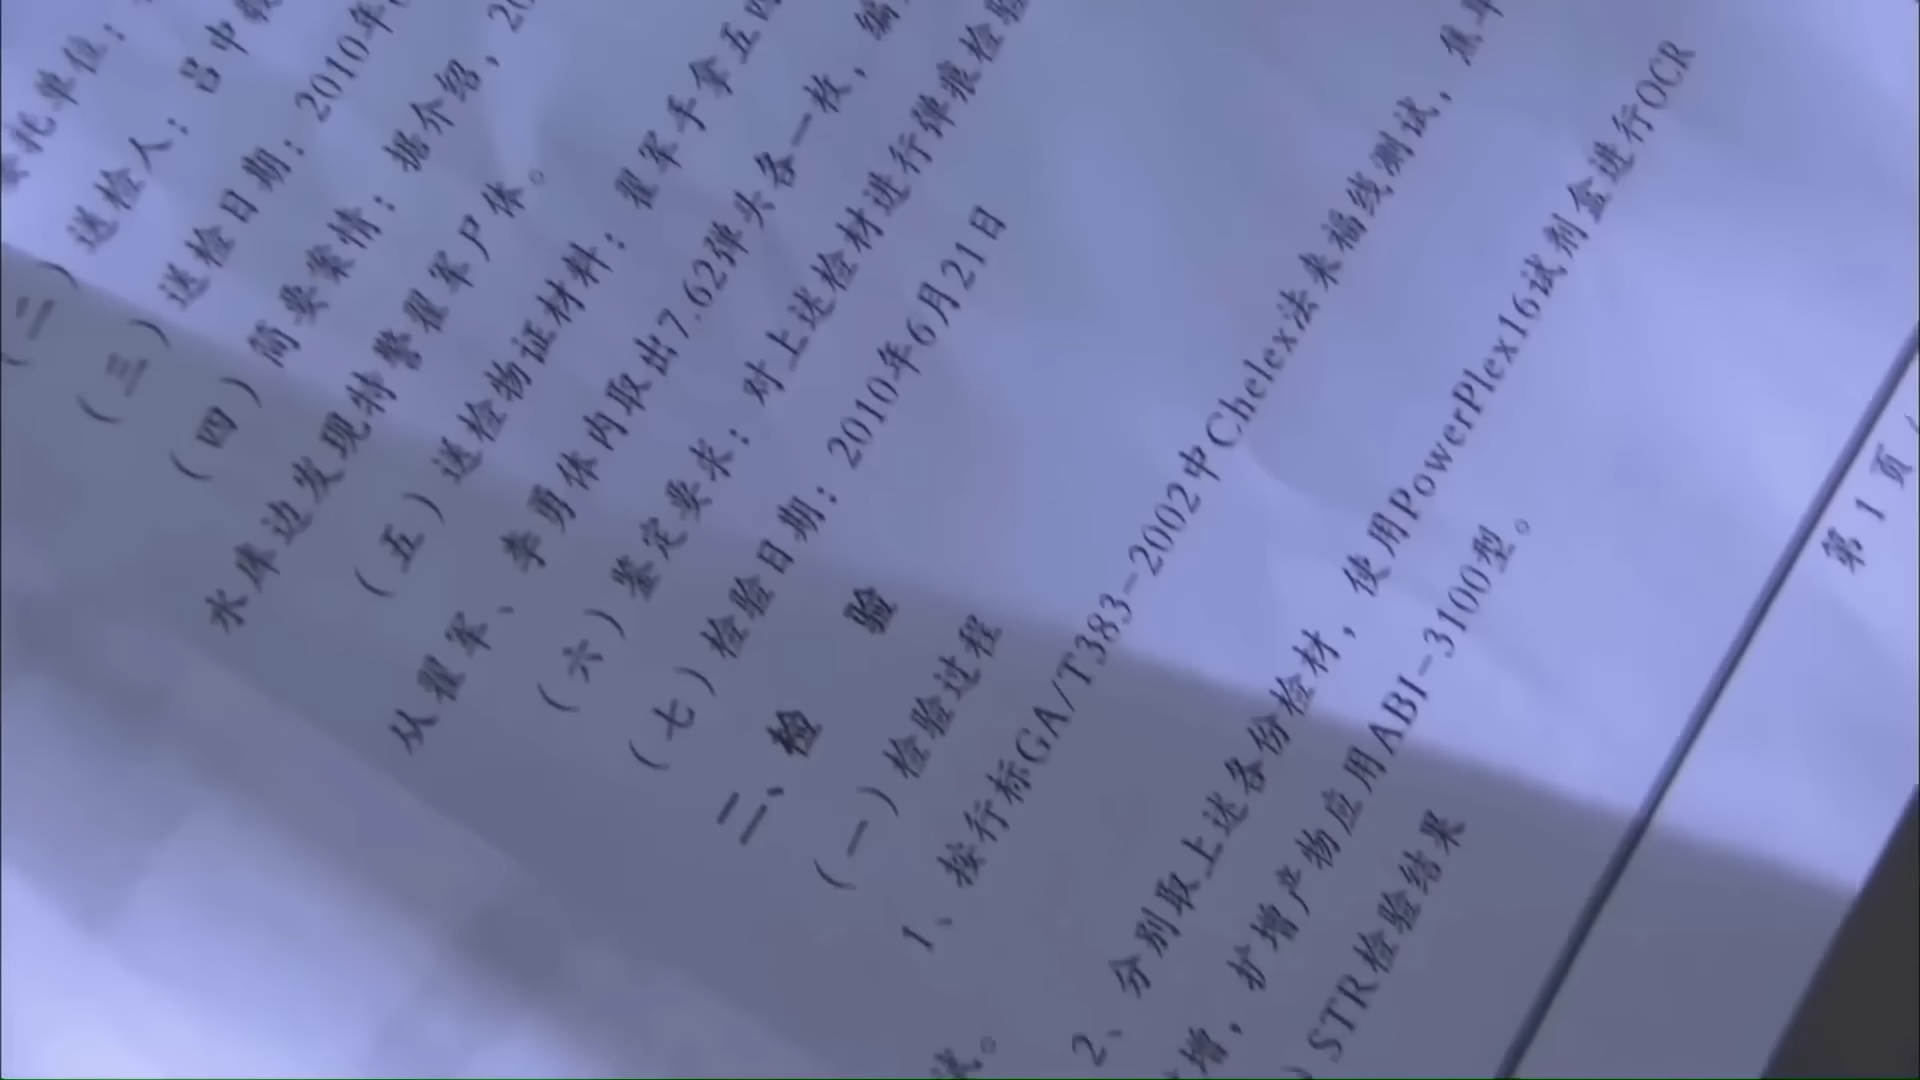 委托单位：
（二）送检人：吕中
（三）送检日期：2010年
（四）简要案情：据介绍，20
水库边发现特警翟军尸体。
（五）送检物证材料：翟军手拿五四
从翟军、李勇体内取出7.62弹头各一枚，编
（六）鉴定要求：对上述检材进行弹痕检验
（七）检验日期：2010年6月21日
二、检 验
（一）检验过程
1、按行标GA/T383-2002中Chelex法来福线测试，焦
试。
2、分别取上述各份检材，使用PowerPlex16试剂盒进行OCR
增，扩增产物应用ABI-3100型。
）STR检验结果
第 1 页